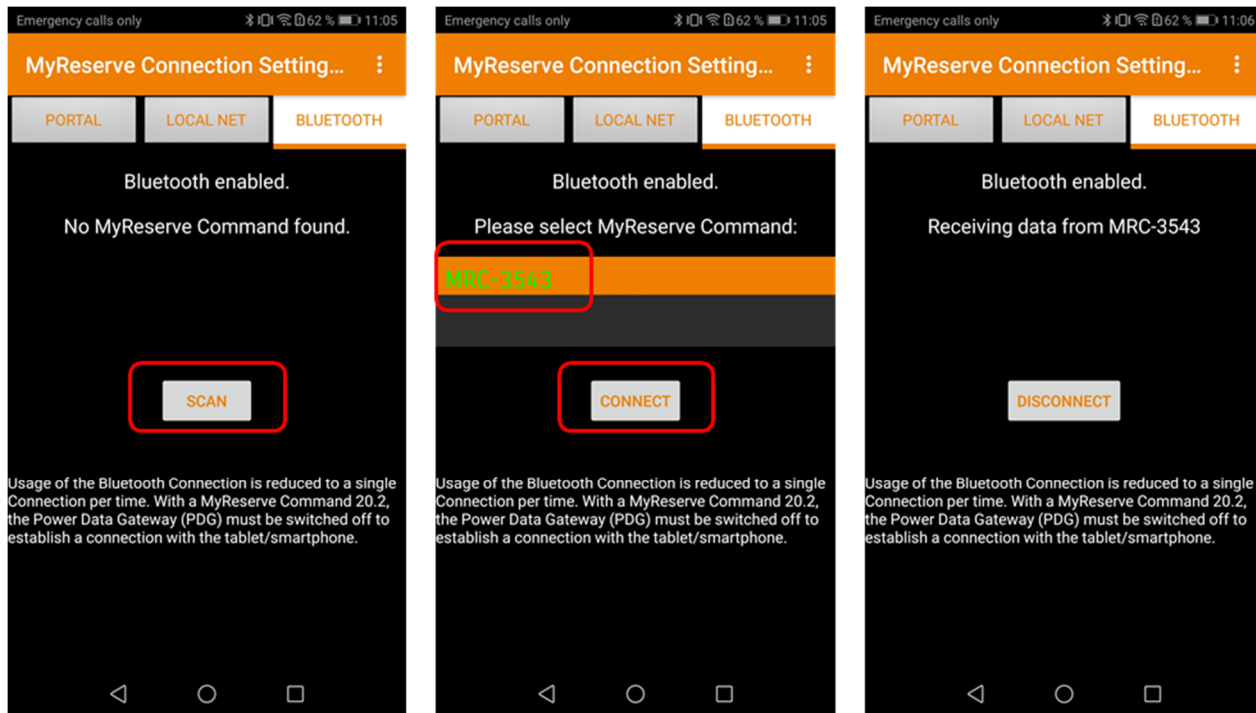 Emergency calls only 62 % 11:05
MyReserve Connection Setting...
PORTAL LOCAL NET BLUETOOTH
Bluetooth enabled.
No MyReserve Command found.
SCAN
Usage of the Bluetooth Connection is reduced to a single
Connection per time. With a MyReserve Command 20.2,
the Power Data Gateway (PDG) must be switched off to
establish a connection with the tablet/smartphone.
Emergency calls only 62 % 11:05
MyReserve Connection Setting...
PORTAL LOCAL NET BLUETOOTH
Bluetooth enabled.
Please select MyReserve Command:
MRC-3543
CONNECT
Usage of the Bluetooth Connection is reduced to a single
Connection per time. With a MyReserve Command 20.2,
the Power Data Gateway (PDG) must be switched off to
establish a connection with the tablet/smartphone.
Emergency calls only 62 % 11:06
MyReserve Connection Setting...
PORTAL LOCAL NET BLUETOOTH
Bluetooth enabled.
Receiving data from MRC-3543
DISCONNECT
Usage of the Bluetooth Connection is reduced to a single
Connection per time. With a MyReserve Command 20.2,
the Power Data Gateway (PDG) must be switched off to
establish a connection with the tablet/smartphone.